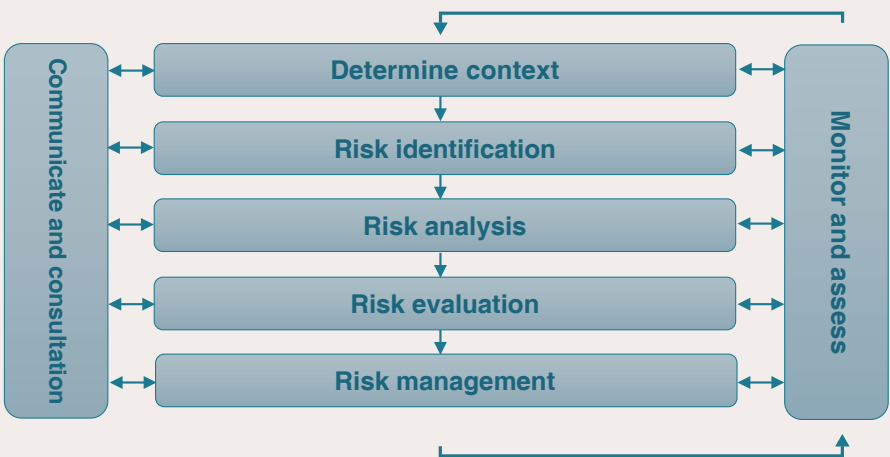 Communicate and consultation
Determine context
Risk identification
Risk analysis
Risk evaluation
Risk management
Monitor and assess